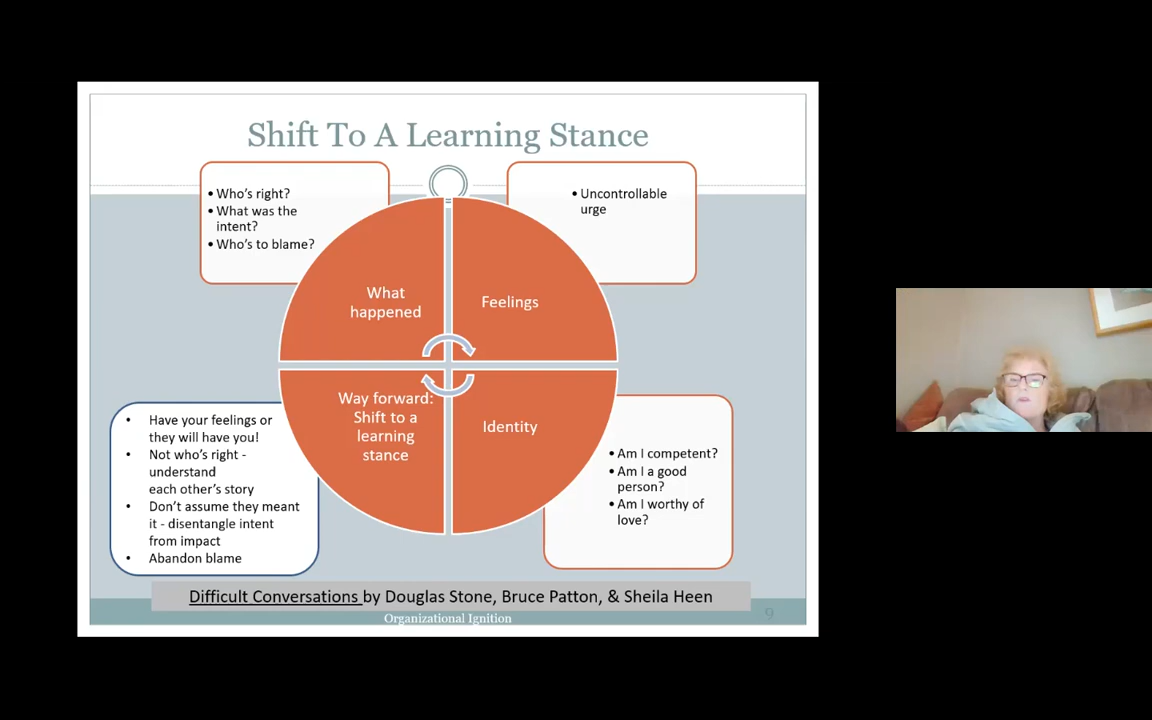 Shift To A Learning Stance
• Who's right?
• What was the
intent?
• Who's to blame?
• Uncontrollable
urge
What
happened
Feelings
Way forward:
Shift to a
learning
stance
Identity
• Have your feelings or
they will have you!
• Not who's right -
understand
each other's story
• Don't assume they meant
it - disentangle intent
from impact
• Abandon blame
• Am I competent?
• Am I a good
person?
• Am I worthy of
love?
Difficult Conversations by Douglas Stone, Bruce Patton, & Sheila Heen
Organizational Ignition
9